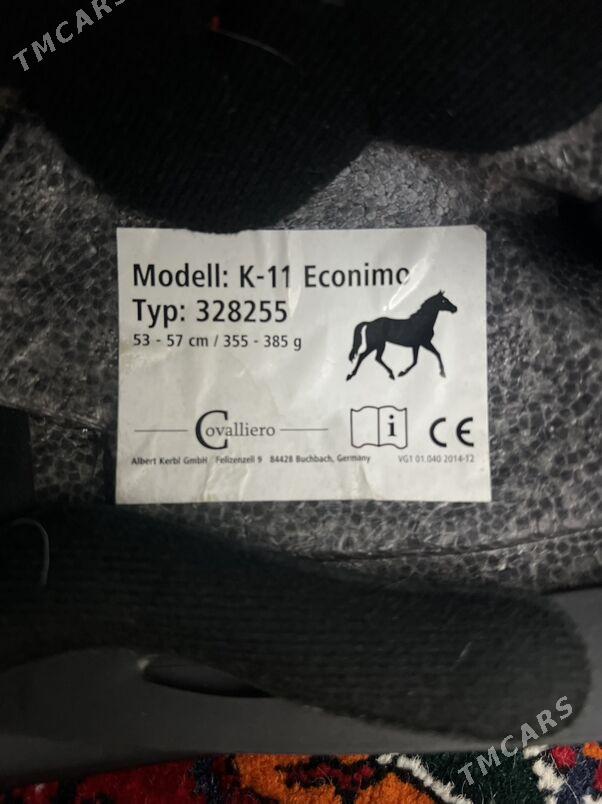 TMCARS
Modell: K-11 Econimo
Typ: 328255
53 - 57 cm / 355 - 385 g
Covalliero
i
CE
Albert Kerbl GmbH Felizenzell 9 84428 Buchbach, Germany VG1 01.040 2014-12
TMCARS